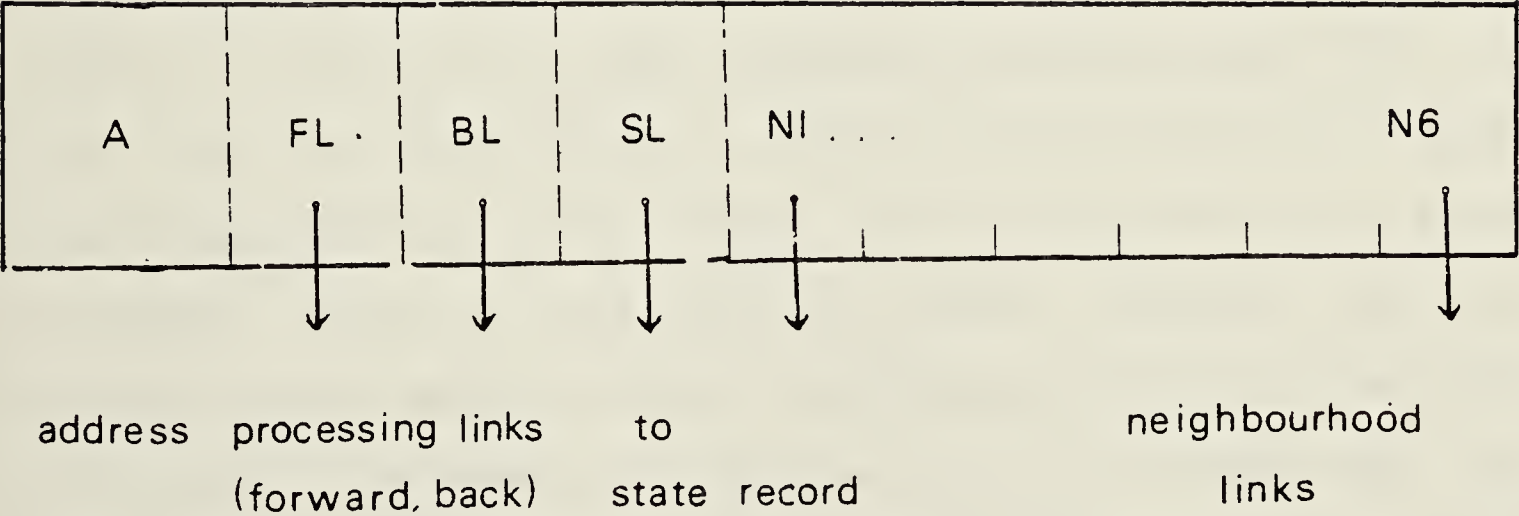 A FL . BL SL N1 . . . N6
address processing links to neighbourhood
(forward, back) state record links